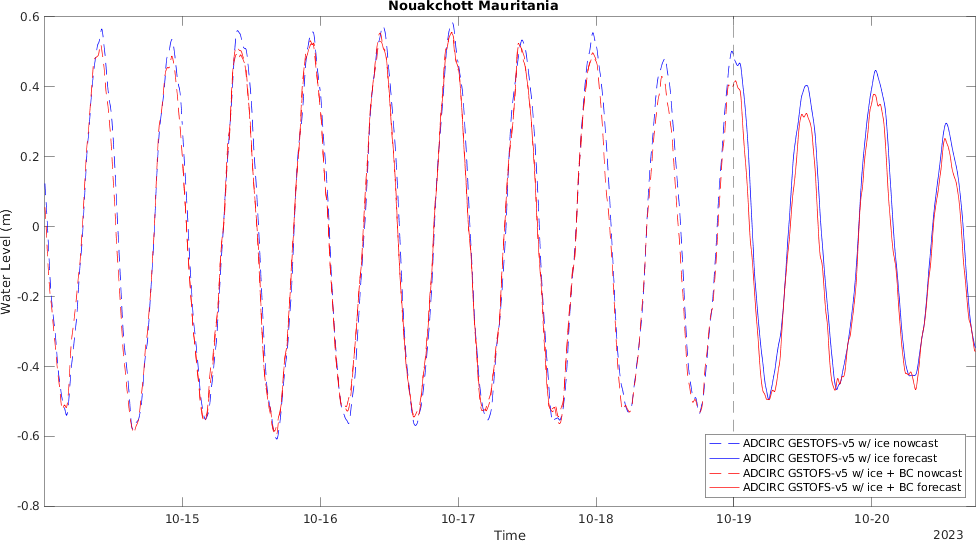 Nouakchott Mauritania
0.6
0.4
0.2
0
-0.2
-0.4
-0.6
-0.8
Water Level (m)
ADCIRC GESTOFS-v5 w/ ice nowcast
ADCIRC GESTOFS-v5 w/ ice forecast
ADCIRC GSTOFS-v5 w/ ice + BC nowcast
ADCIRC GSTOFS-v5 w/ ice + BC forecast
10-15 10-16 10-17 10-18 10-19 10-20
Time
2023